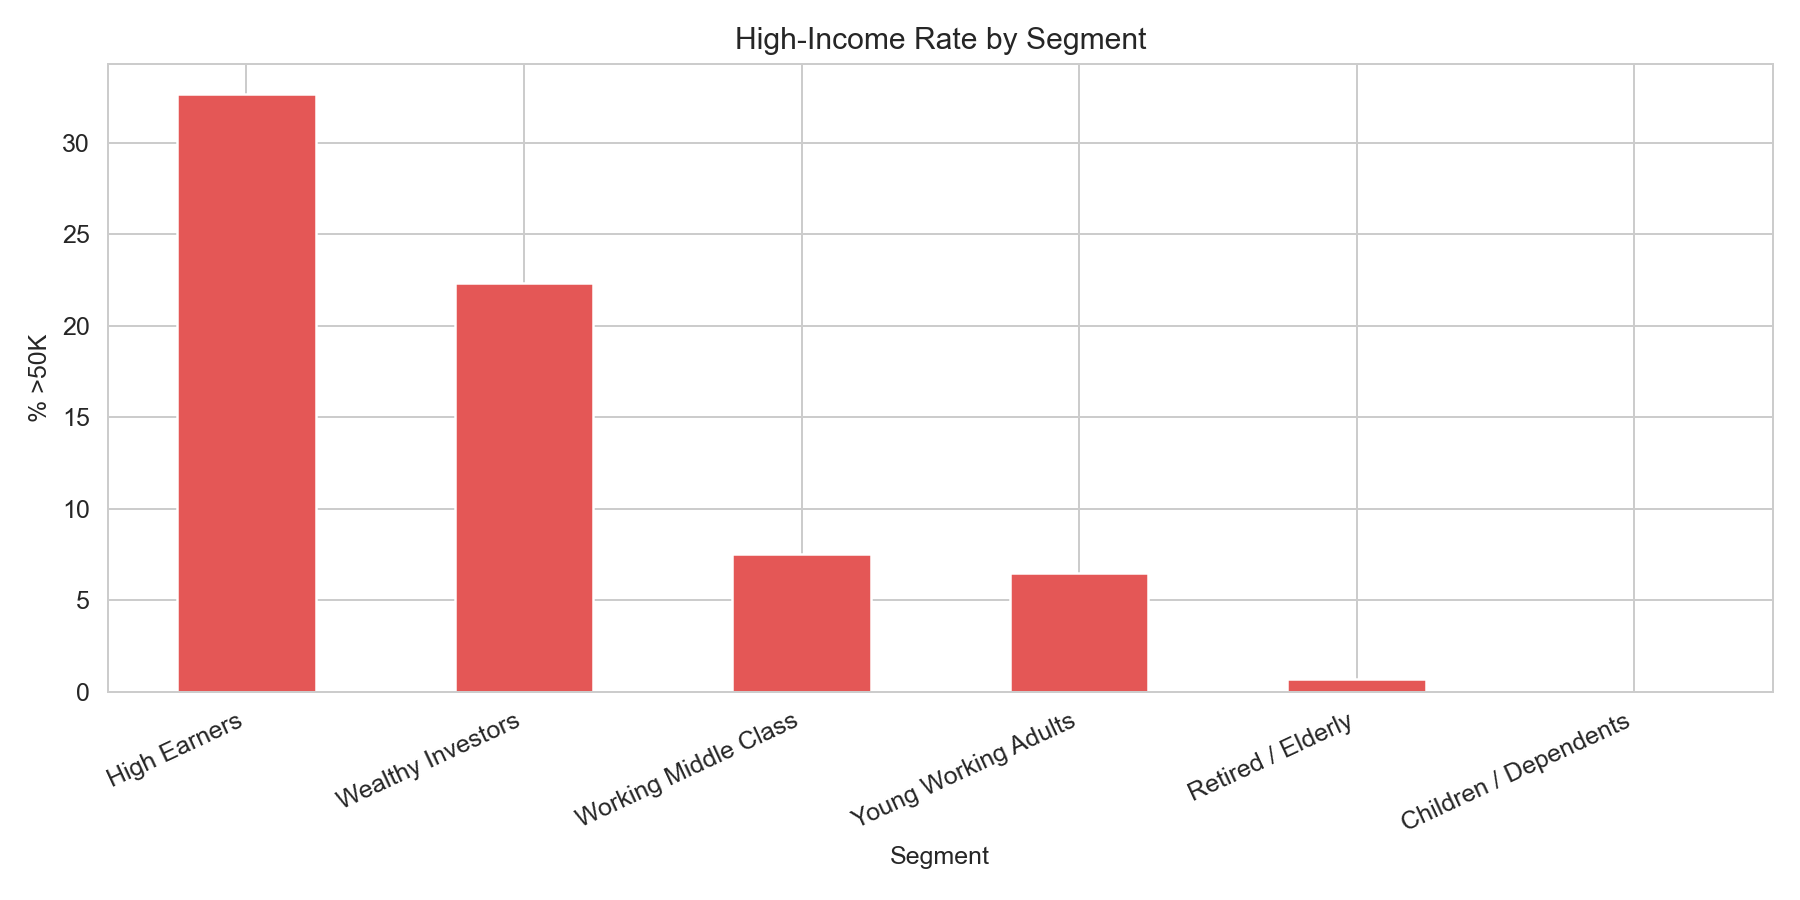 High-Income Rate by Segment
% >50K
30
25
20
15
10
5
0
High Earners
Wealthy Investors
Working Middle Class
Young Working Adults
Retired / Elderly
Children / Dependents
Segment